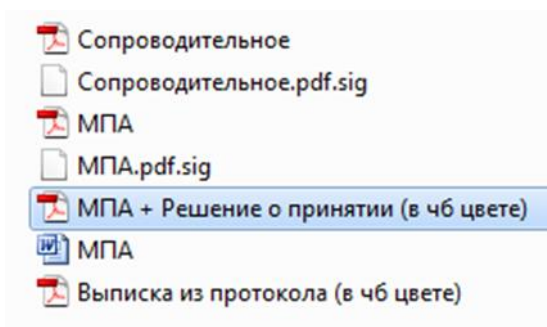 Сопроводительное
Сопроводительное.pdf.sig
МПА
МПА.pdf.sig
МПА + Решение о принятии (в чб цвете)
МПА
Выписка из протокола (в чб цвете)